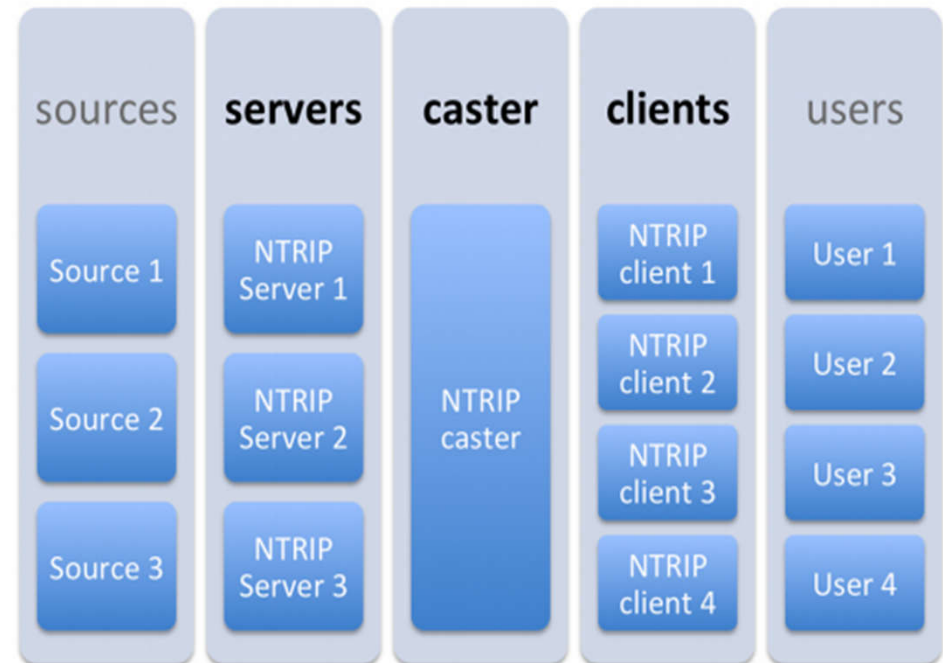 sources
servers
caster
clients
users
Source 1
Source 2
Source 3
NTRIP
Server 1
NTRIP
Server 2
NTRIP
Server 3
NTRIP
caster
NTRIP
client 1
NTRIP
client 2
NTRIP
client 3
NTRIP
client 4
User 1
User 2
User 3
User 4